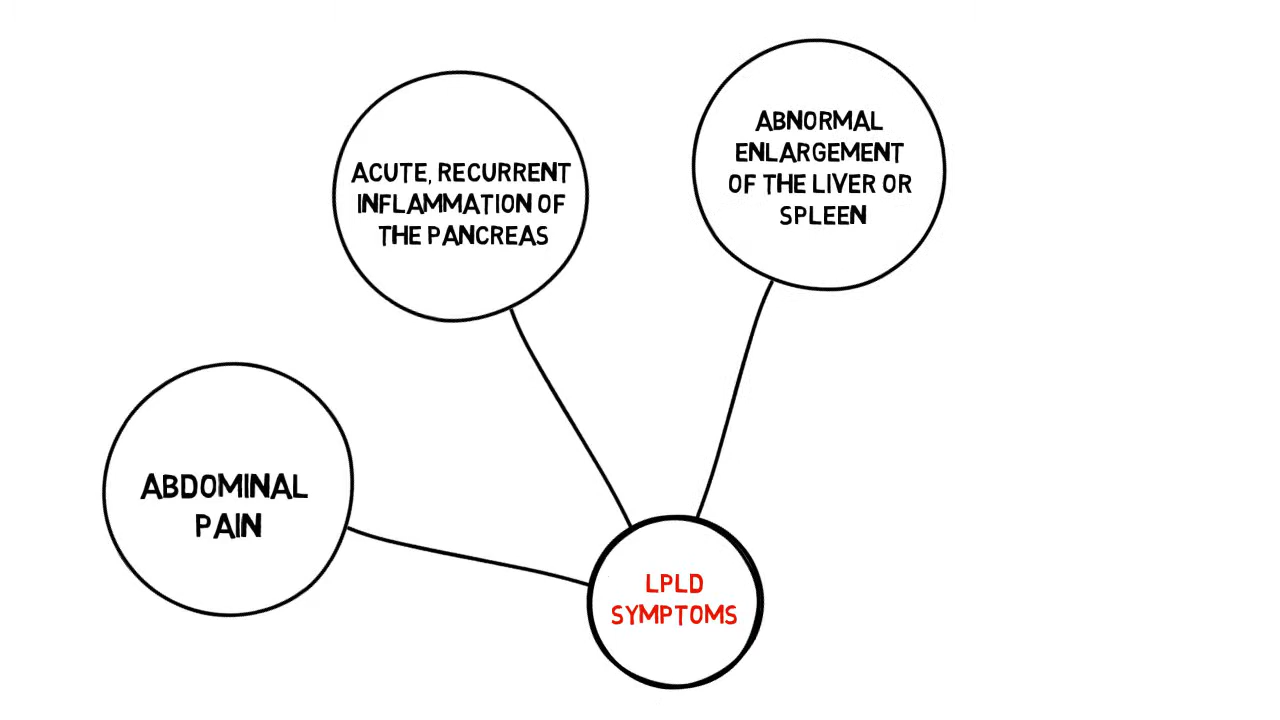 ABNORMAL
ENLARGEMENT
OF THE LIVER OR
SPLEEN
ACUTE, RECURRENT
INFLAMMATION OF
THE PANCREAS
ABDOMINAL
PAIN
LPLD
SYMPTOMS